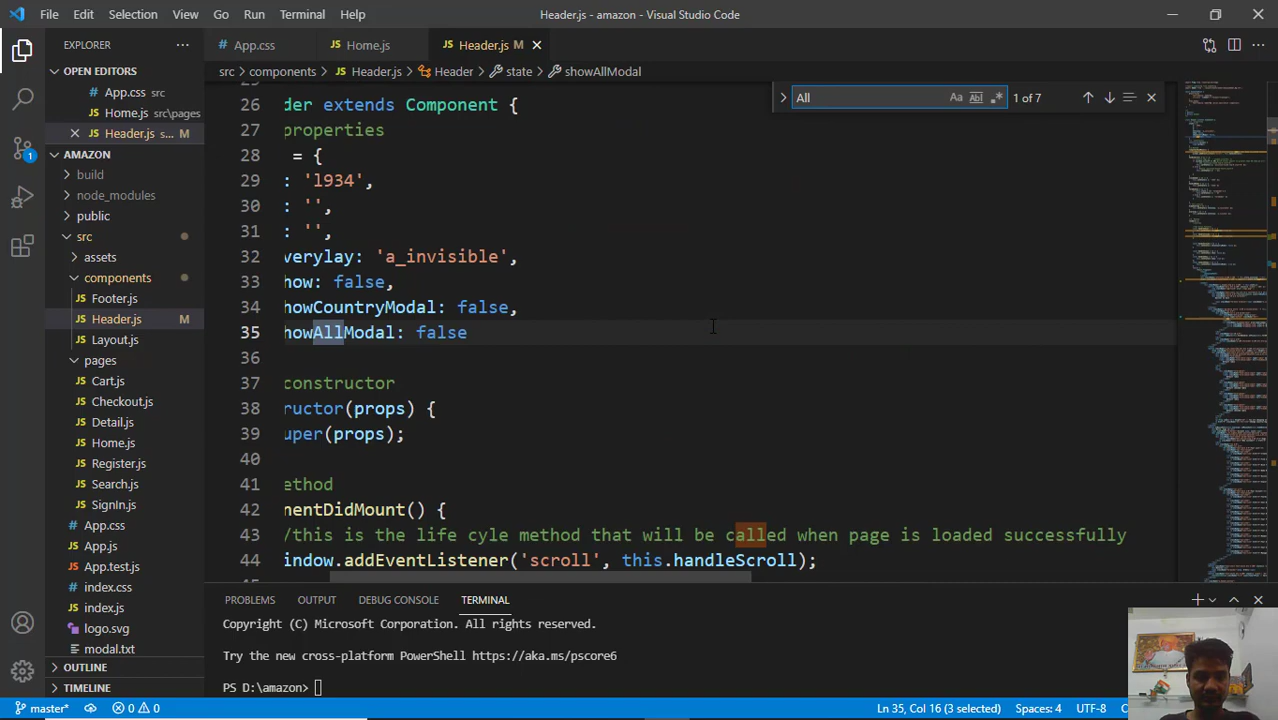 File Edit Selection View Go Run Terminal Help Header.js - amazon - Visual Studio Code
EXPLORER App.css Home.js Header.js M
OPEN EDITORS
App.css src
Home.js src\pages
Header.js s... M
AMAZON
build
node_modules
public
src
assets
components
Footer.js
Header.js M
Layout.js
pages
Cart.js
Checkout.js
Detail.js
Home.js
Register.js
Search.js
SignIn.js
App.css
App.js
App.test.js
index.css
index.js
logo.svg
modal.txt
OUTLINE
TIMELINE
src > components > Header.js > Header > state > showAllModal
All Aa ab .* 1 of 7
26 der extends Component {
27 properties
28 = {
29 : 'l934',
30 : '',
31 : '',
32 verylay: 'a_invisible',
33 how: false,
34 howCountryModal: false,
35 howAllModal: false
36
37 constructor
38 ructor(props) {
39 uper(props);
40
41 ethod
42 nentDidMount() {
43 /this is the life cyle method that will be called when page is loaded successfully
44 indow.addEventListener('scroll', this.handleScroll);
PROBLEMS OUTPUT DEBUG CONSOLE TERMINAL
Copyright (C) Microsoft Corporation. All rights reserved.
Try the new cross-platform PowerShell https://aka.ms/pscore6
PS D:\amazon>
master* 0 0 Ln 35, Col 16 (3 selected) Spaces: 4 UTF-8 C
1